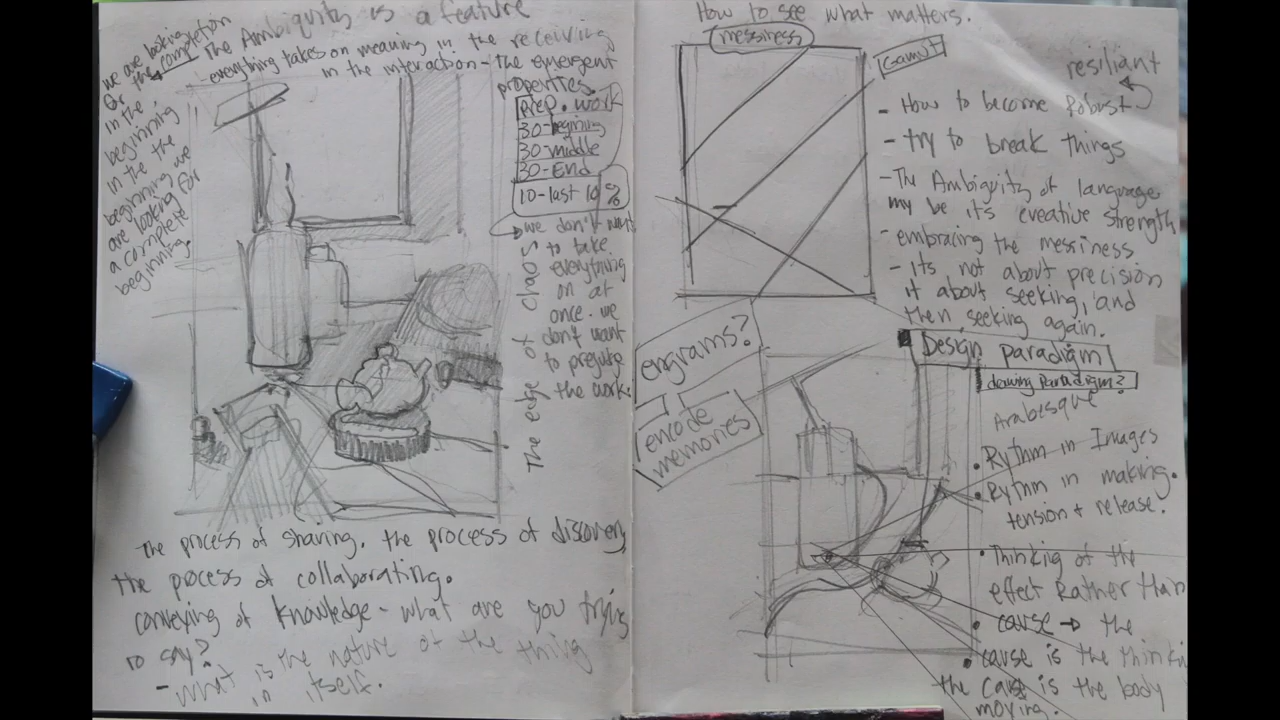 The Ambiguity is a feature
everything takes on meaning in the receiving
in the interaction - the emergent
properties.
we are looking
for the completion
in the
beginning
in the
beginning we
are looking for
a complete
beginning
Prep. work
30-begining
30-middle
30-End
10-last 10%
we don't want
to take
everything
on at
once. we
don't want
to prejuke
the work.
The edge of chaos
The process of sharing. the process of discovery
the pocess of collaborating.
conveying of knowledge - what are you trying
to say?
- what is the nature of the thing
in itself.
How to see what matters.
messiness
Gamut
resiliant
- How to become Robust
- try to break things
- The Ambiguity of language
my be it's creative strength
- embracing the messiness
- its not about precision
it about seeking, and
then seeking again.
engrams?
encode
memories
Design paradigm
drawing paradigm?
Arabesque
• Rythm in Images
• Rythm in making.
tension + release.
• Thinking of the
effect Rather than
• cause → the
• cause is the thinki
the cause is the body
moving.